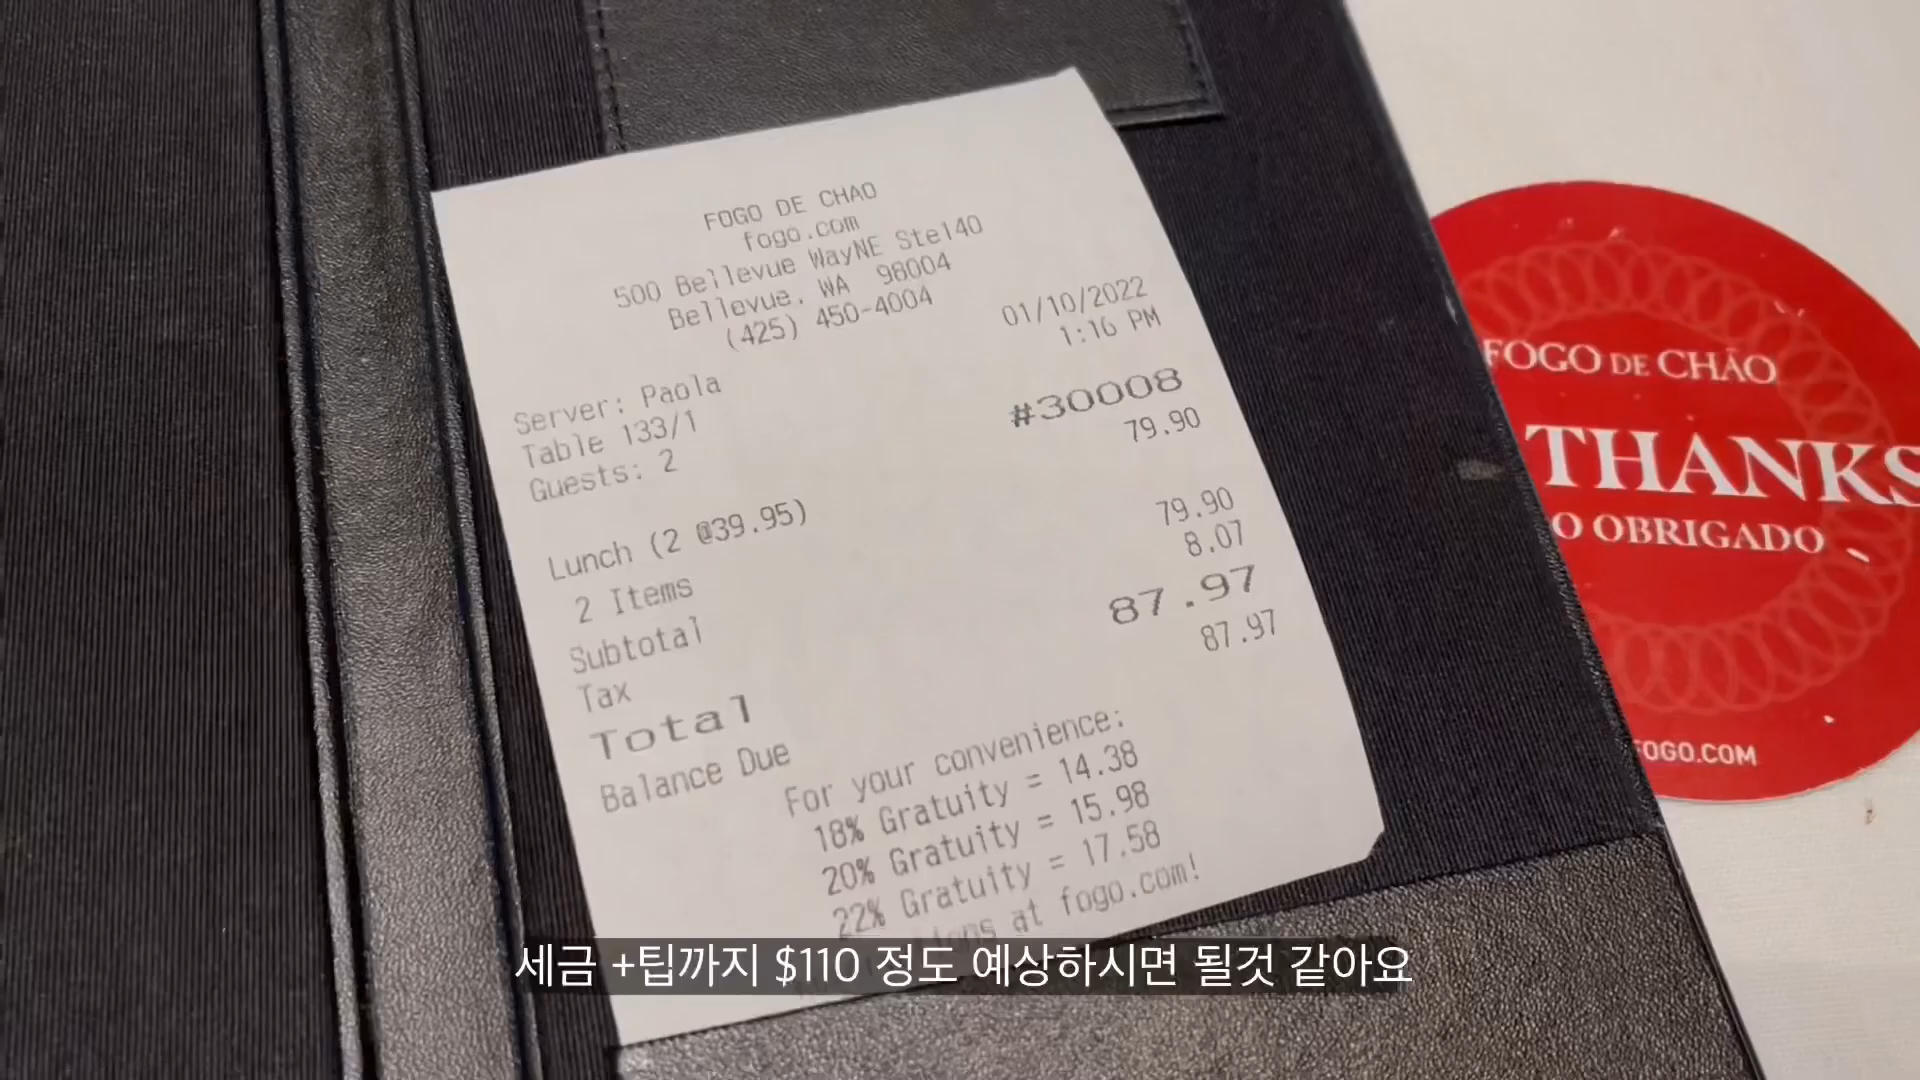 FOGO DE CHAO
fogo.com
500 Bellevue WayNE Ste140
Bellevue, WA 98004
(425) 450-4004
01/10/2022
1:16 PM
Server: Paola
Table 133/1
#30008
Guests: 2
79.90
Lunch (2 @39.95)
2 Items
Subtotal 79.90
Tax 8.07
Total 87.97
Balance Due 87.97
For your convenience:
18% Gratuity = 14.38
20% Gratuity = 15.98
22% Gratuity = 17.58
at fogo.com!
FOGO DE CHÃO
THANKS
O OBRIGADO
FOGO.COM
세금 +팁까지 $110 정도 예상하시면 될것 같아요